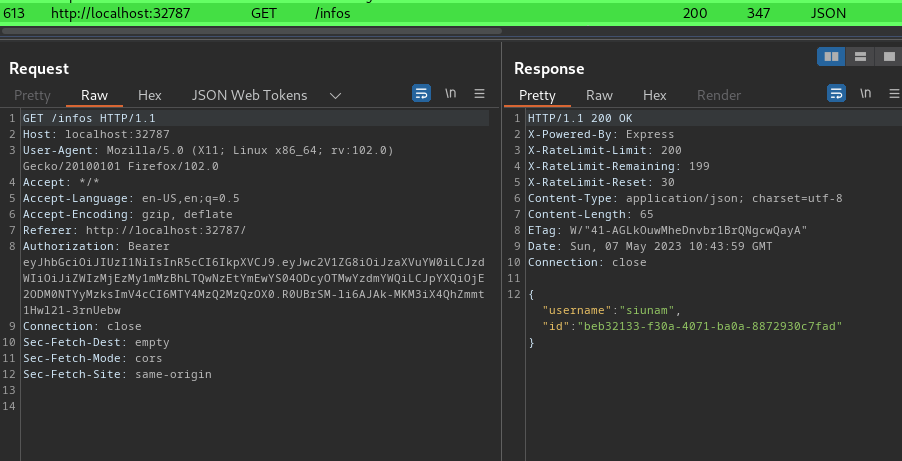 613 http://localhost:32787 GET /infos 200 347 JSON
Request
Pretty Raw Hex JSON Web Tokens \n
1 GET /infos HTTP/1.1
2 Host: localhost:32787
3 User-Agent: Mozilla/5.0 (X11; Linux x86_64; rv:102.0)
Gecko/20100101 Firefox/102.0
4 Accept: */*
5 Accept-Language: en-US,en;q=0.5
6 Accept-Encoding: gzip, deflate
7 Referer: http://localhost:32787/
8 Authorization: Bearer
eyJhbGciOiJIUzI1NiIsInR5cCI6IkpXVCJ9.eyJwc2V1ZG8iOiJzaXVuYW0iLCJzd
WIiOiJiZWIzMjEzMy1mMzBhLTQwNzEtYmEwYS04ODcyOTMwYzdmYWQiLCJpYXQiOjE
2ODM0NTYyMzksImV4cCI6MTY4MzQ2MzQzOX0.R0UBrSM-li6AJAk-MKM3iX4QhZmmt
1Hwl21-3rnUebw
9 Connection: close
10 Sec-Fetch-Dest: empty
11 Sec-Fetch-Mode: cors
12 Sec-Fetch-Site: same-origin
13
14
Response
Pretty Raw Hex Render \n
1 HTTP/1.1 200 OK
2 X-Powered-By: Express
3 X-RateLimit-Limit: 200
4 X-RateLimit-Remaining: 199
5 X-RateLimit-Reset: 30
6 Content-Type: application/json; charset=utf-8
7 Content-Length: 65
8 ETag: W/"41-AGLkOuwMheDnvbr1BrQNgcwQayA"
9 Date: Sun, 07 May 2023 10:43:59 GMT
10 Connection: close
11
12 {
"username":"siunam",
"id":"beb32133-f30a-4071-ba0a-8872930c7fad"
}